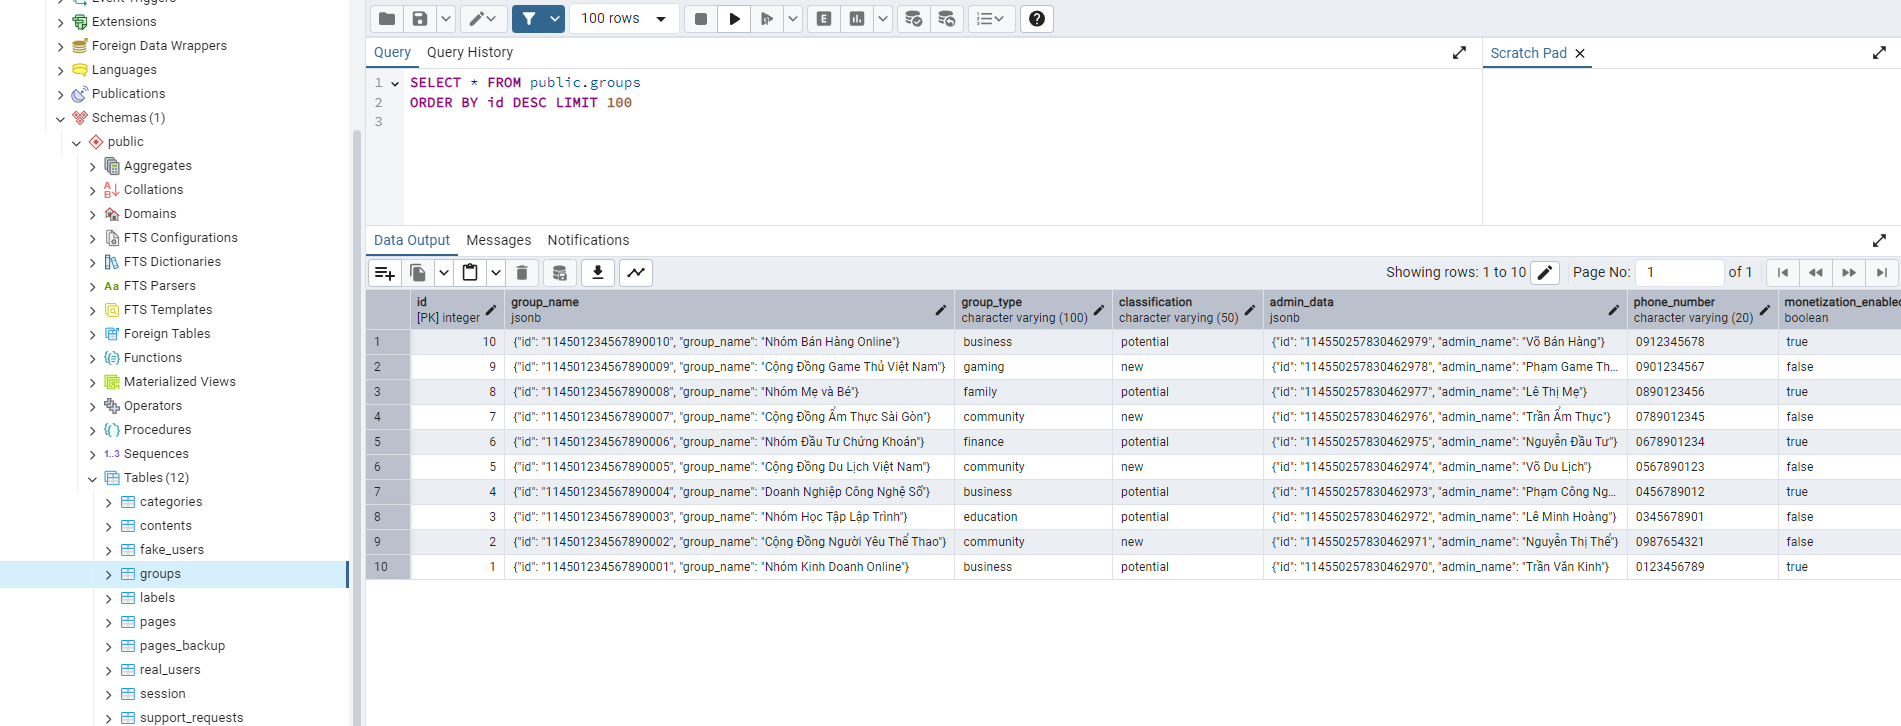 Event Triggers
Extensions
Foreign Data Wrappers
Languages
Publications
Schemas (1)
public
Aggregates
Collations
Domains
FTS Configurations
FTS Dictionaries
FTS Parsers
FTS Templates
Foreign Tables
Functions
Materialized Views
Operators
Procedures
1..3 Sequences
Tables (12)
categories
contents
fake_users
groups
labels
pages
pages_backup
real_users
session
support_requests
100 rows
Query Query History
Scratch Pad
1 SELECT * FROM public.groups
2 ORDER BY id DESC LIMIT 100
3
Data Output Messages Notifications
Showing rows: 1 to 10 Page No: 1 of 1
id group_name group_type classification admin_data phone_number monetization_enabled
[PK] integer jsonb character varying (100) character varying (50) jsonb character varying (20) boolean
1 10 {"id": "114501234567890010", "group_name": "Nhóm Bán Hàng Online"} business potential {"id": "114550257830462979", "admin_name": "Võ Bán Hàng"} 0912345678 true
2 9 {"id": "114501234567890009", "group_name": "Cộng Đồng Game Thủ Việt Nam"} gaming new {"id": "114550257830462978", "admin_name": "Phạm Game Th... 0901234567 false
3 8 {"id": "114501234567890008", "group_name": "Nhóm Mẹ và Bé"} family potential {"id": "114550257830462977", "admin_name": "Lê Thị Mẹ"} 0890123456 true
4 7 {"id": "114501234567890007", "group_name": "Cộng Đồng Ẩm Thực Sài Gòn"} community new {"id": "114550257830462976", "admin_name": "Trần Ẩm Thực"} 0789012345 false
5 6 {"id": "114501234567890006", "group_name": "Nhóm Đầu Tư Chứng Khoán"} finance potential {"id": "114550257830462975", "admin_name": "Nguyễn Đầu Tư"} 0678901234 true
6 5 {"id": "114501234567890005", "group_name": "Cộng Đồng Du Lịch Việt Nam"} community new {"id": "114550257830462974", "admin_name": "Võ Du Lịch"} 0567890123 false
7 4 {"id": "114501234567890004", "group_name": "Doanh Nghiệp Công Nghệ Số"} business potential {"id": "114550257830462973", "admin_name": "Phạm Công Ng... 0456789012 true
8 3 {"id": "114501234567890003", "group_name": "Nhóm Học Tập Lập Trình"} education potential {"id": "114550257830462972", "admin_name": "Lê Minh Hoàng"} 0345678901 false
9 2 {"id": "114501234567890002", "group_name": "Cộng Đồng Người Yêu Thể Thao"} community new {"id": "114550257830462971", "admin_name": "Nguyễn Thị Thể"} 0987654321 false
10 1 {"id": "114501234567890001", "group_name": "Nhóm Kinh Doanh Online"} business potential {"id": "114550257830462970", "admin_name": "Trần Văn Kinh"} 0123456789 true